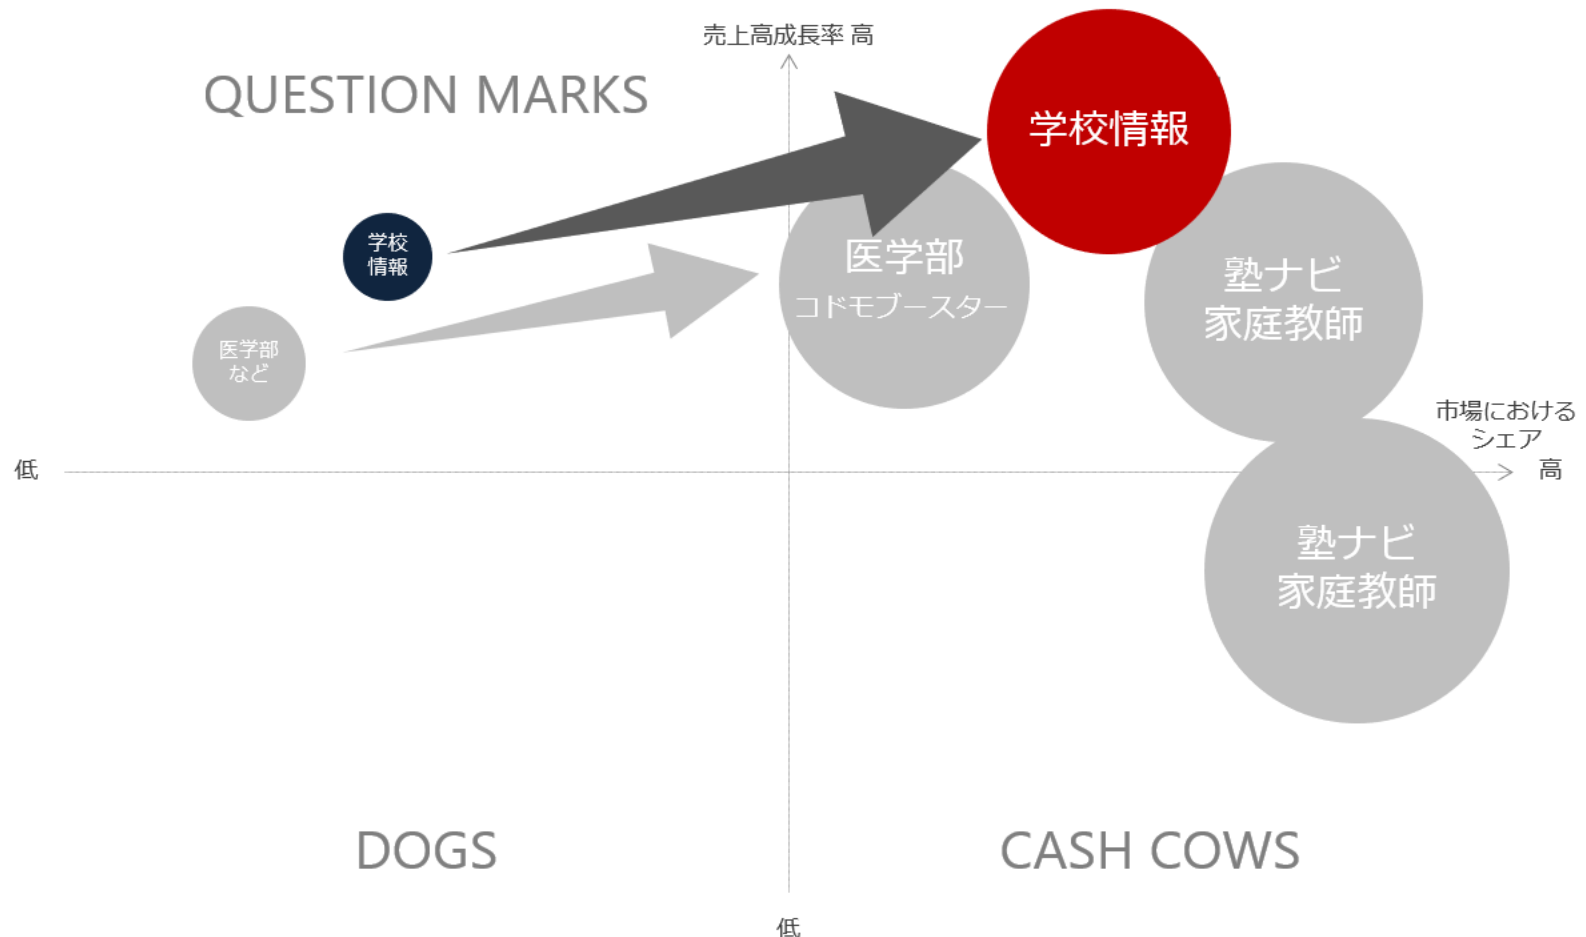 売上高成長率 高
QUESTION MARKS
学校情報
学校
情報
医学部
コドモブースター
塾ナビ
家庭教師
医学部
など
市場における
シェア
低
高
塾ナビ
家庭教師
DOGS
CASH COWS
低